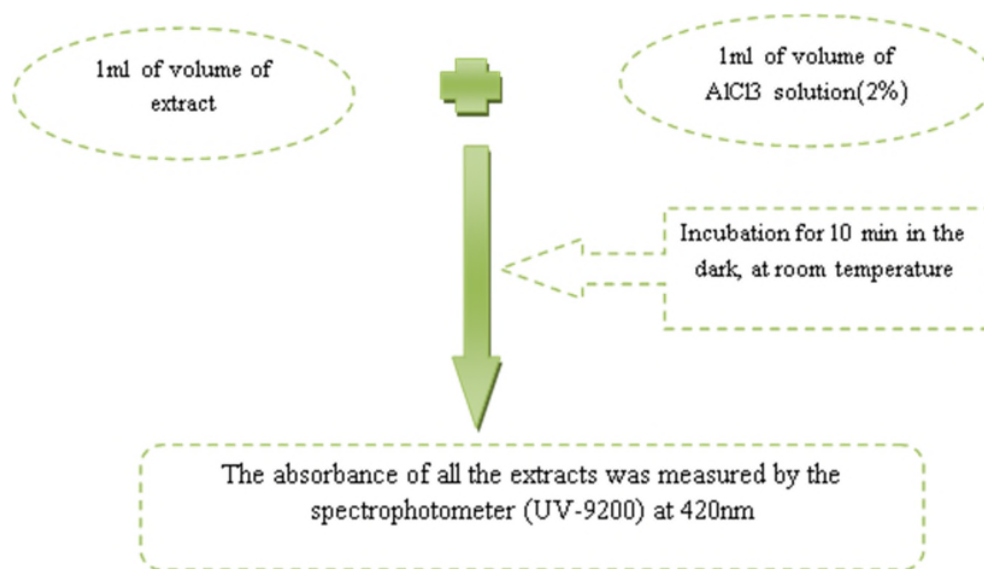 1ml of volume of
extract
1ml of volume of
AlCl3 solution(2%)
Incubation for 10 min in the
dark, at room temperature
The absorbance of all the extracts was measured by the
spectrophotometer (UV-9200) at 420nm